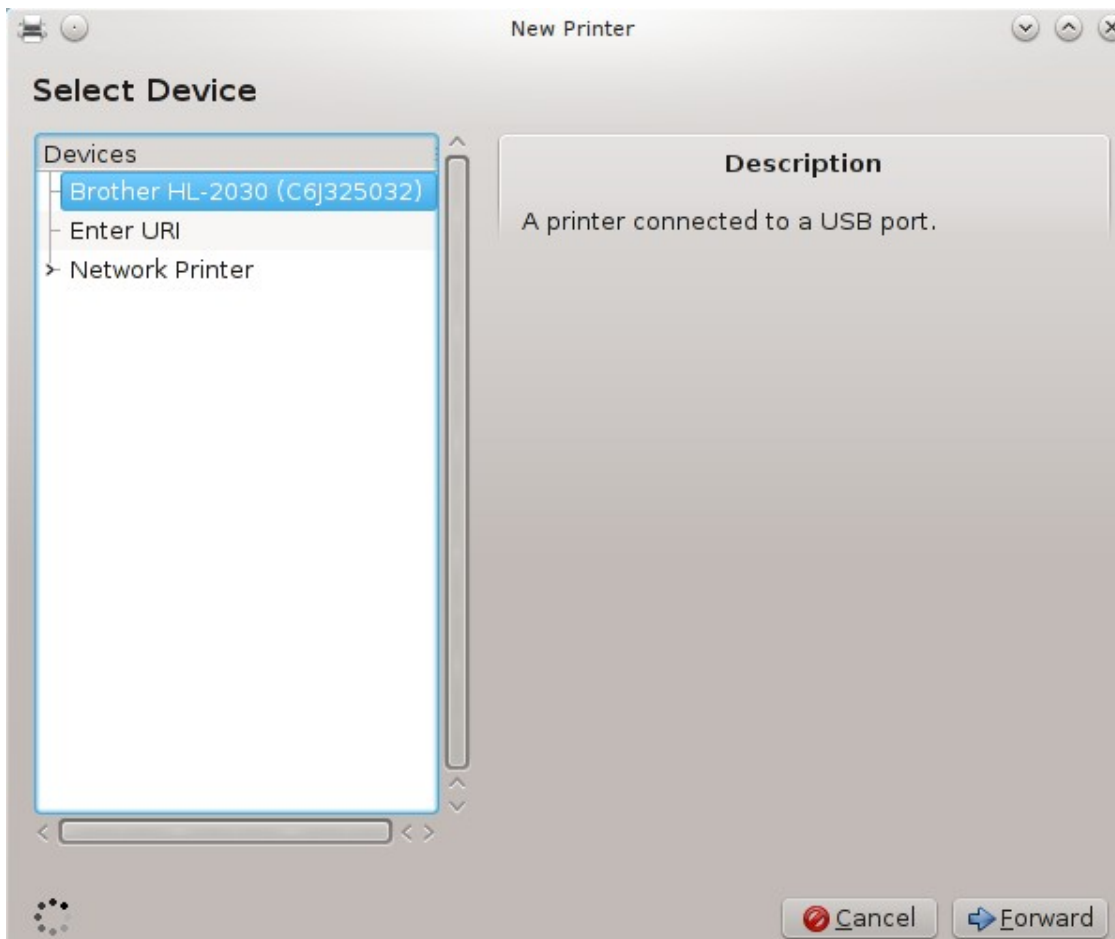 New Printer
Select Device
Devices
Brother HL-2030 (C6J325032)
Enter URI
Network Printer
Description
A printer connected to a USB port.
Cancel
Forward